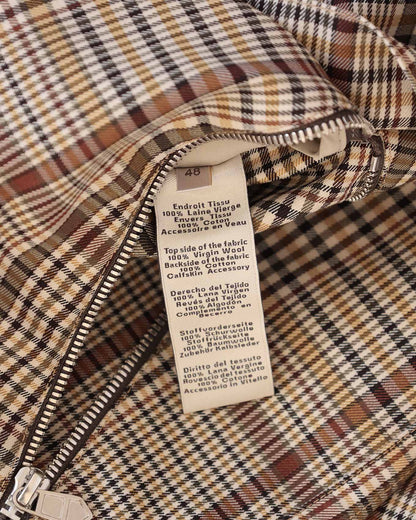 48
Endroit Tissu
100% Laine Vierge
Envers Tissu
100% Coton
Accessoire en Veau
Top side of the fabric
100% Virgin Wool
Backside of the fabric
100% Cotton
Calfskin Accessory
Derecho del Tejido
100% Lana Virgen
Revés del Tejido
100% Algodón
Complemento en
Becerro
Stoffvorderseite
100% Schurwolle
Stoffrückseite
100% Baumwolle
Zubehör Kalbsleder
Diritto del tessuto
100% Lana Vergine
Rovescio del tessuto
100% Cotone
Accessorio in Vitello